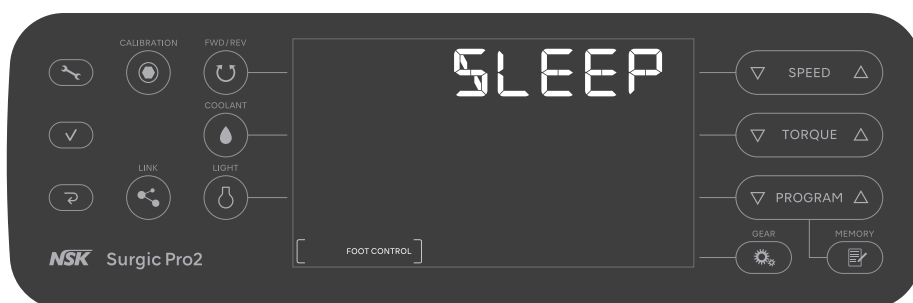 CALIBRATION FWD/REV
SLEEP
SPEED
COOLANT
TORQUE
LINK LIGHT
PROGRAM
GEAR MEMORY
FOOT CONTROL
NSK Surgic Pro2